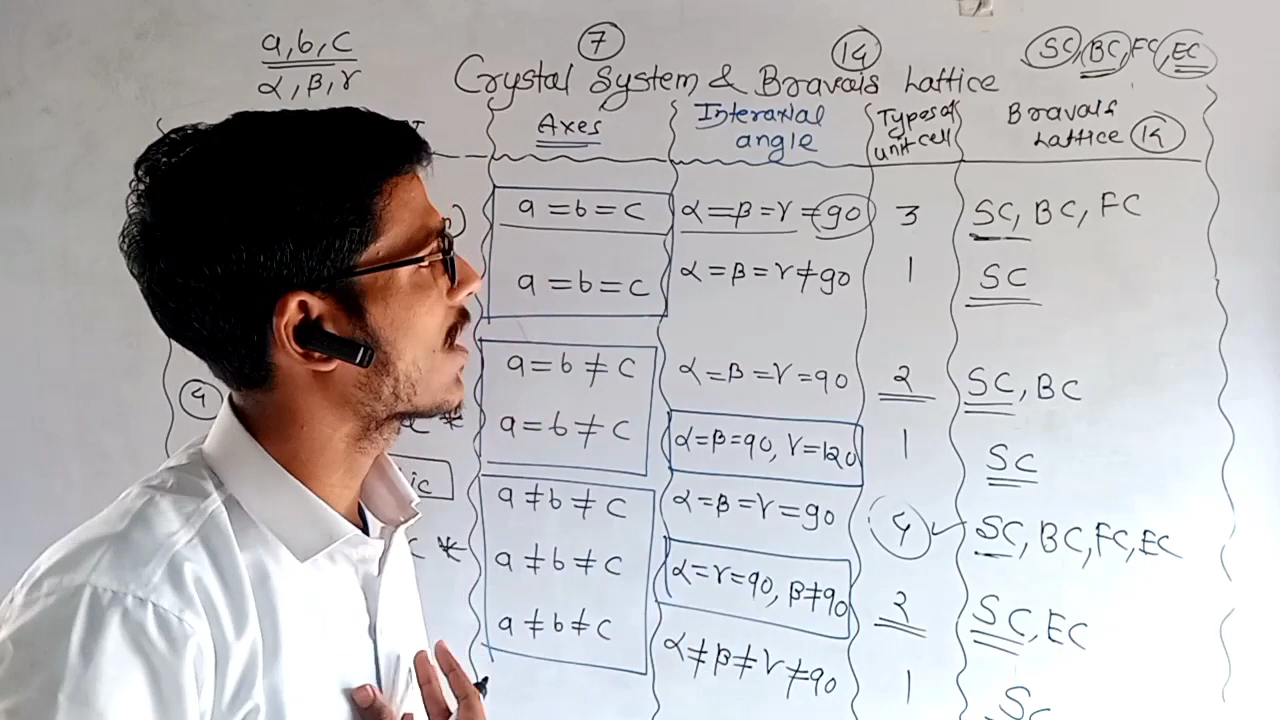 a, b, c
α, β, γ
7
14
SC, BC, FC, EC
Crystal System & Bravais Lattice
Axes
Interaxial angle
Types of unit cell
Bravais Lattice 14
a = b = c
α = β = γ = 90
3
SC, BC, FC
a = b = c
α = β = γ ≠ 90
1
SC
a = b ≠ c
α = β = γ = 90
2
SC, BC
a = b ≠ c
α = β = 90, γ = 120
1
SC
ic
a ≠ b ≠ c
α = β = γ = 90
4
SC, BC, FC, EC
a ≠ b ≠ c
α = γ = 90, β ≠ 90
2
SC, EC
a ≠ b ≠ c
α ≠ β ≠ γ ≠ 90
1
SC